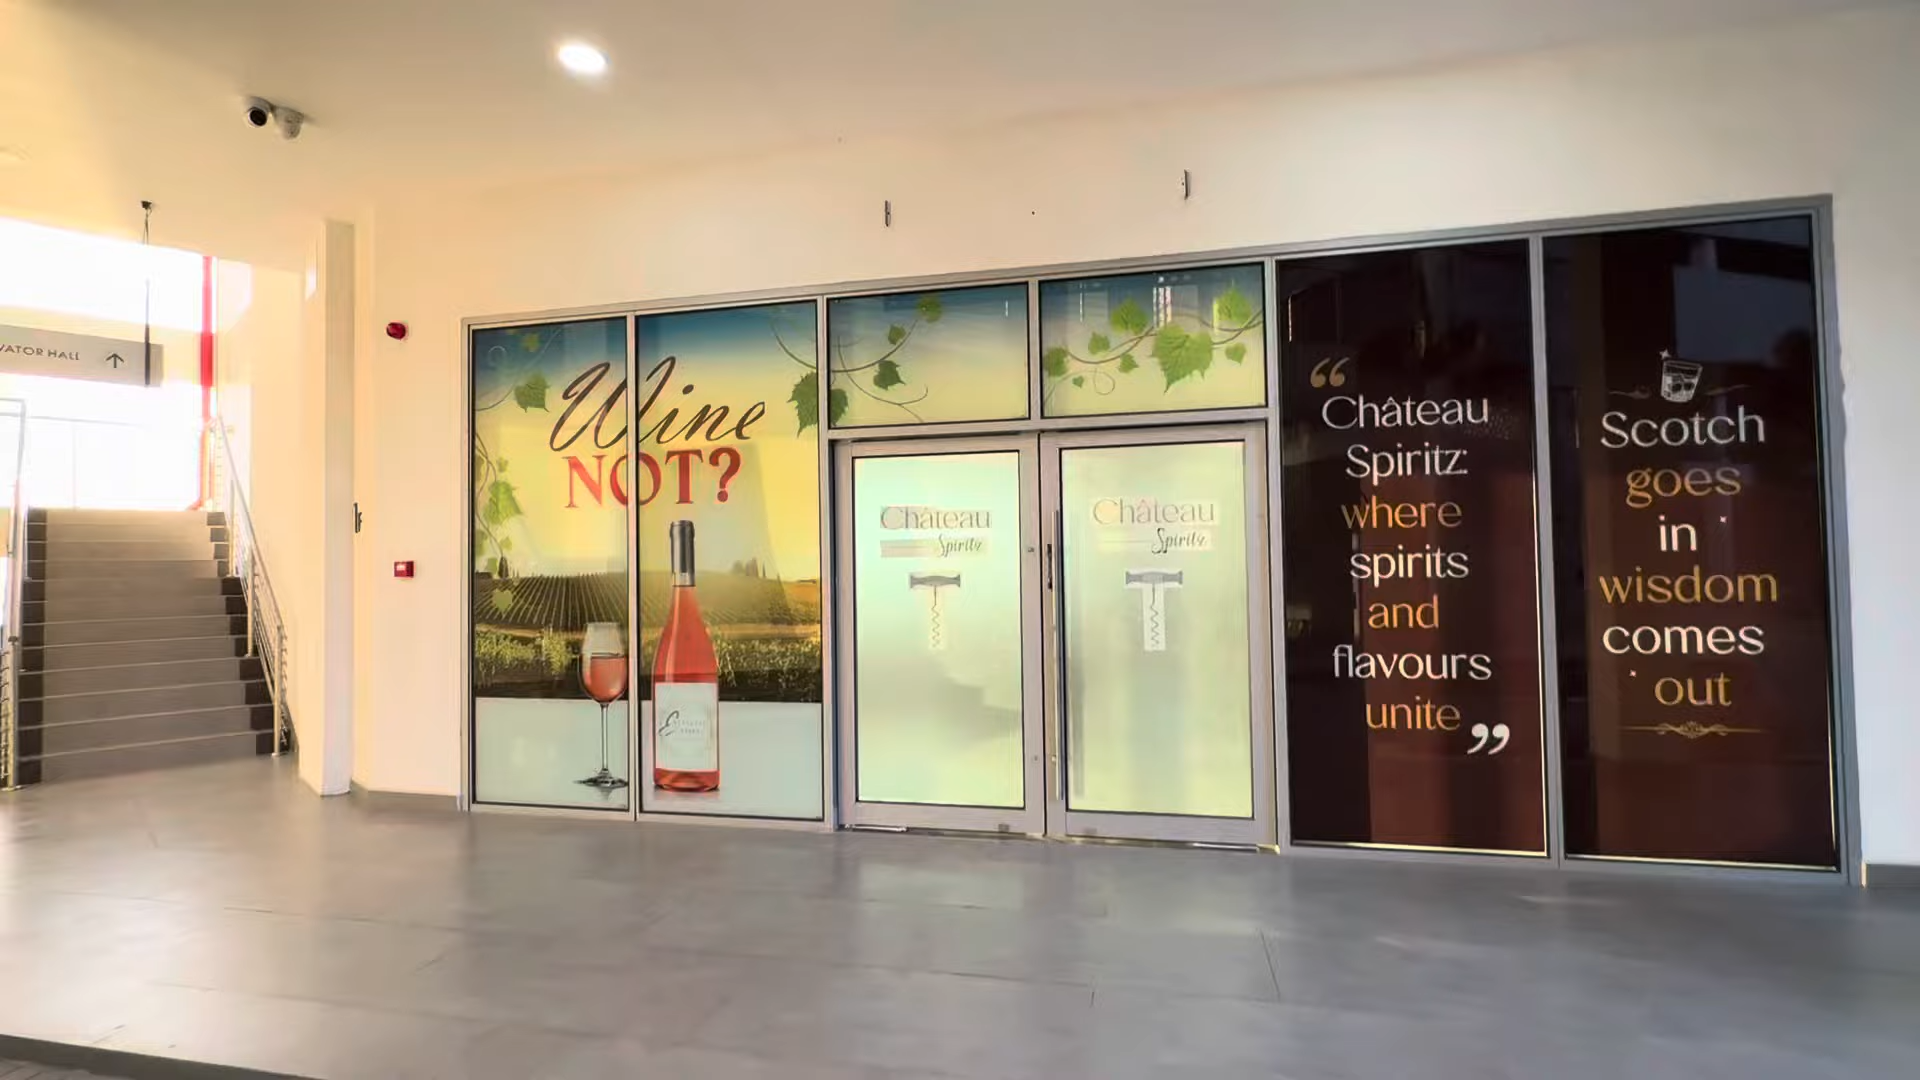 VATOR HALL
Wine
NOT?
Château
Spiritz
Château
Spiritz
“
Château
Spiritz:
where
spirits
and
flavours
unite
”
Scotch
goes
in
wisdom
comes
out